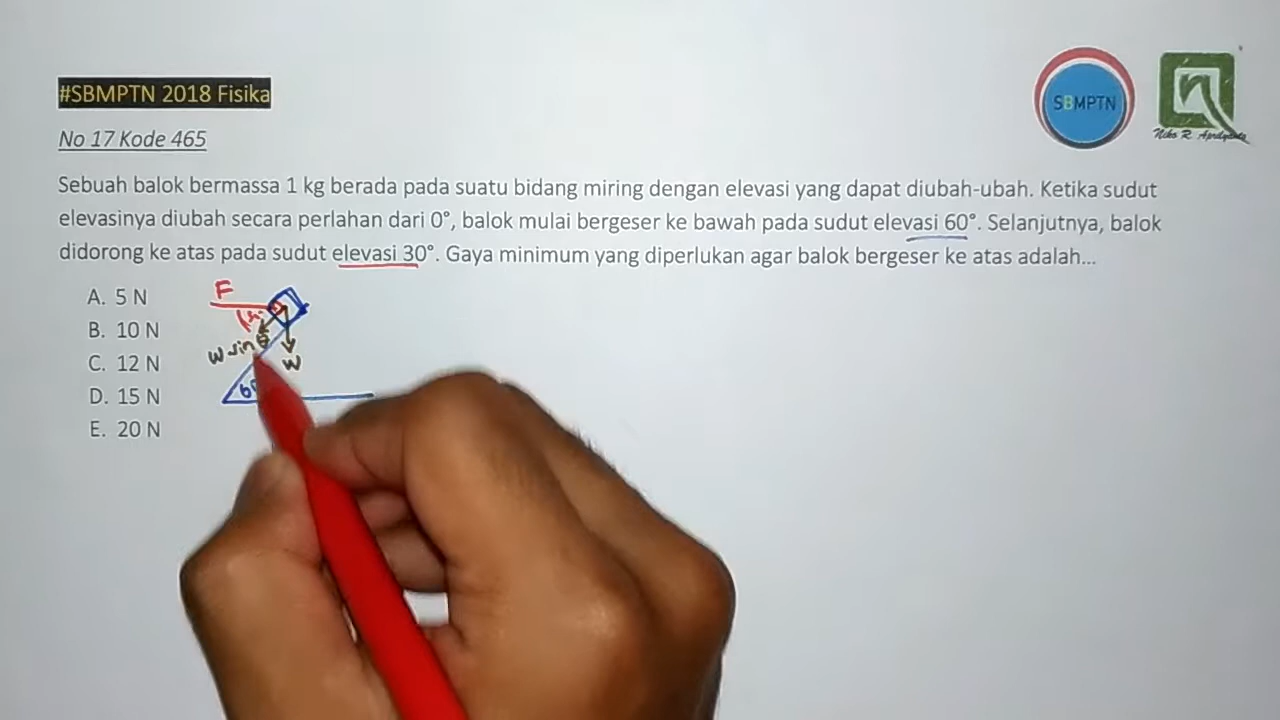 #SBMPTN 2018 Fisika
SBMPTN
Niko R. Apriyanto
No 17 Kode 465
Sebuah balok bermassa 1 kg berada pada suatu bidang miring dengan elevasi yang dapat diubah-ubah. Ketika sudut
elevasinya diubah secara perlahan dari 0°, balok mulai bergeser ke bawah pada sudut elevasi 60°. Selanjutnya, balok
didorong ke atas pada sudut elevasi 30°. Gaya minimum yang diperlukan agar balok bergeser ke atas adalah...
A. 5 N
B. 10 N
C. 12 N
D. 15 N
E. 20 N
F
W sin θ
W